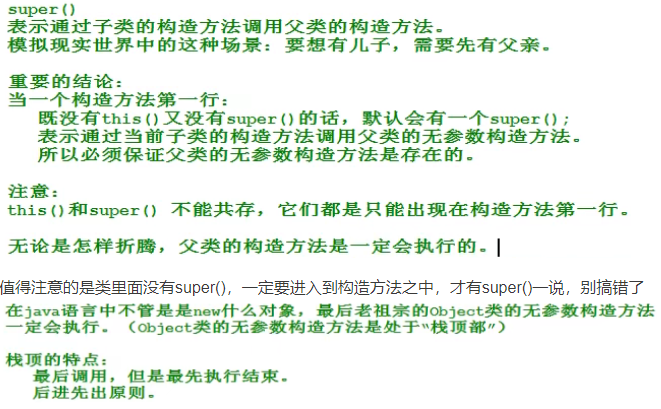 super()
表示通过子类的构造方法调用父类的构造方法。
模拟现实世界中的这种场景：要想有儿子，需要先有父亲。
重要的结论：
当一个构造方法第一行：
既没有this()又没有super()的话，默认会有一个super();
表示通过当前子类的构造方法调用父类的无参数构造方法。
所以必须保证父类的无参数构造方法是存在的。
注意：
this()和super() 不能共存，它们都是只能出现在构造方法第一行。
无论是怎样折腾，父类的构造方法是一定会执行的。
值得注意的是类里面没有super()，一定要进入到构造方法之中，才有super()一说，别搞错了
在java语言中不管是是new什么对象，最后老祖宗的Object类的无参数构造方法
一定会执行。（Object类的无参数构造方法是处于“栈顶部”）
栈顶的特点：
最后调用，但是最先执行结束。
后进先出原则。